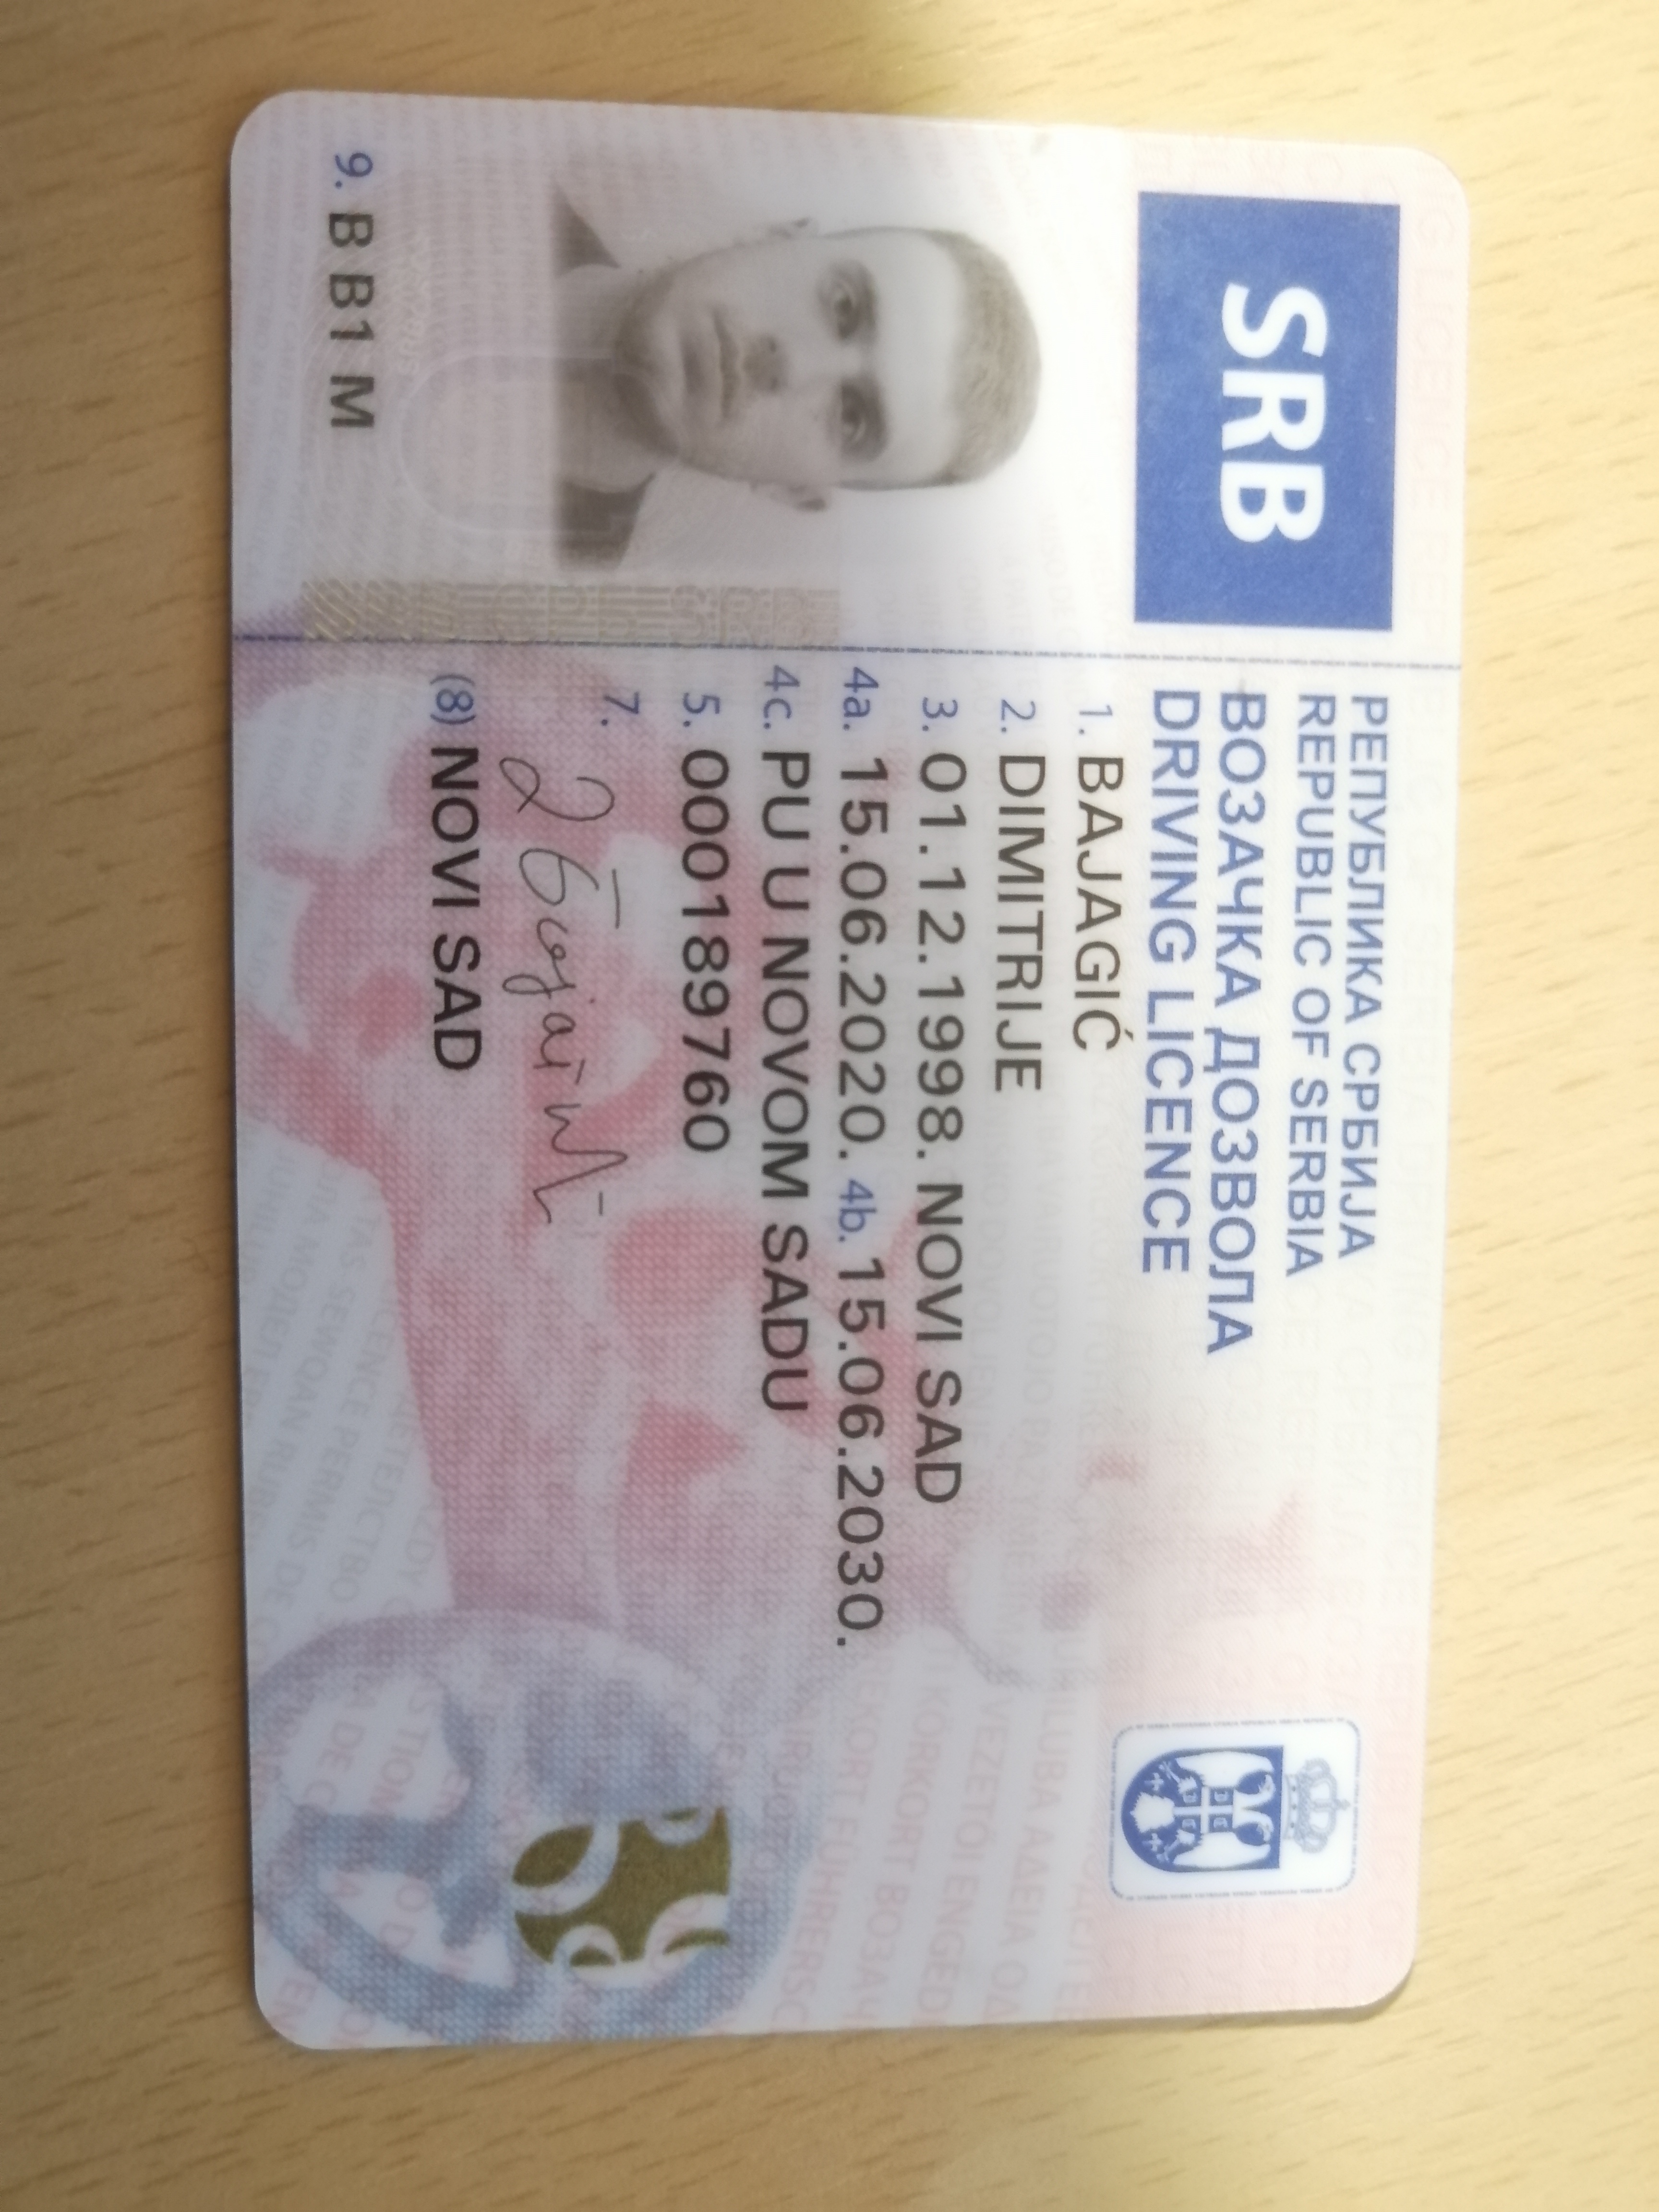 SRB
РЕПУБЛИКА СРБИЈА
REPUBLIC OF SERBIA
ВОЗАЧКА ДОЗВОЛА
DRIVING LICENCE
1. BAJAGIĆ
2. DIMITRIJE
3. 01.12.1998. NOVI SAD
4a. 15.06.2020. 4b. 15.06.2030.
4c. PU U NOVOM SADU
5. 000189760
7.
(8) NOVI SAD
9. B B1 M